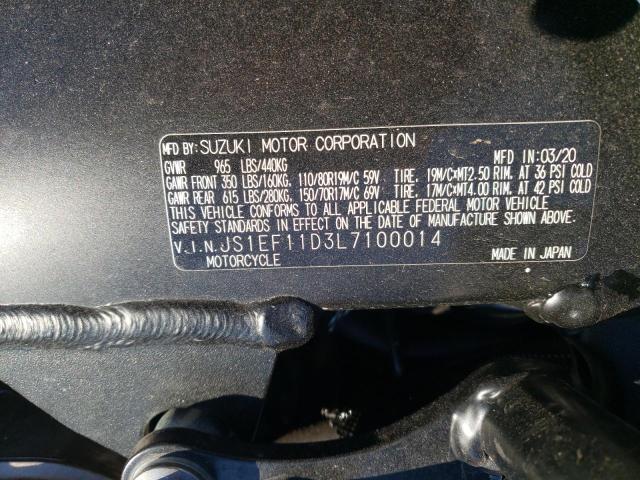 MFD BY: SUZUKI MOTOR CORPORATION
MFD IN: 03/20
GVWR 965 LBS/440KG
GAWR FRONT 350 LBS/160KG, 110/80R19M/C 59V TIRE, 19M/C×MT2.50 RIM, AT 36 PSI COLD
GAWR REAR 615 LBS/280KG, 150/70R17M/C 69V TIRE, 17M/C×MT4.00 RIM, AT 42 PSI COLD
THIS VEHICLE CONFORMS TO ALL APPLICABLE FEDERAL MOTOR VEHICLE
SAFETY STANDARDS IN EFFECT ON THE DATE OF MANUFACTURE SHOWN ABOVE.
V.I.N. JS1EF11D3L7100014
MOTORCYCLE MADE IN JAPAN